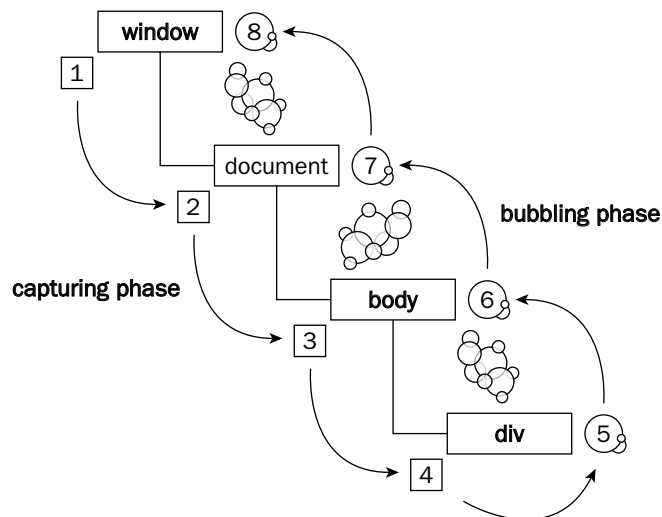 window
8
1
document
7
2
bubbling phase
capturing phase
body
6
3
div
5
4